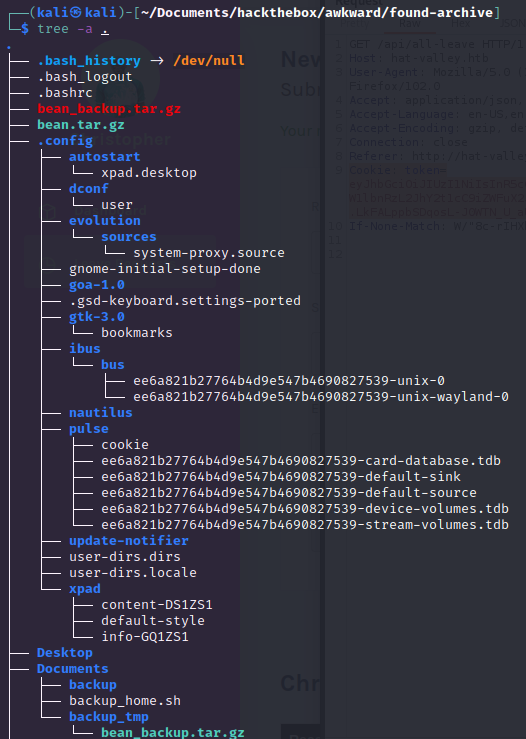 ┌──(kali㉿kali)-[~/Documents/hackthebox/awkward/found-archive]
└─$ tree -a .
.
├── .bash_history -> /dev/null
├── .bash_logout
├── .bashrc
├── bean_backup.tar.gz
├── bean.tar.gz
├── .config
│   ├── autostart
│   │   └── xpad.desktop
│   ├── dconf
│   │   └── user
│   ├── evolution
│   │   └── sources
│   │       └── system-proxy.source
│   ├── gnome-initial-setup-done
│   ├── goa-1.0
│   ├── .gsd-keyboard.settings-ported
│   ├── gtk-3.0
│   │   └── bookmarks
│   ├── ibus
│   │   └── bus
│   │       ├── ee6a821b27764b4d9e547b4690827539-unix-0
│   │       └── ee6a821b27764b4d9e547b4690827539-unix-wayland-0
│   ├── nautilus
│   ├── pulse
│   │   ├── cookie
│   │   ├── ee6a821b27764b4d9e547b4690827539-card-database.tdb
│   │   ├── ee6a821b27764b4d9e547b4690827539-default-sink
│   │   ├── ee6a821b27764b4d9e547b4690827539-default-source
│   │   ├── ee6a821b27764b4d9e547b4690827539-device-volumes.tdb
│   │   └── ee6a821b27764b4d9e547b4690827539-stream-volumes.tdb
│   ├── update-notifier
│   ├── user-dirs.dirs
│   ├── user-dirs.locale
│   └── xpad
│       ├── content-DS1ZS1
│       ├── default-style
│       └── info-GQ1ZS1
├── Desktop
├── Documents
│   ├── backup
│   ├── backup_home.sh
│   └── backup_tmp
│       └── bean_backup.tar.gz